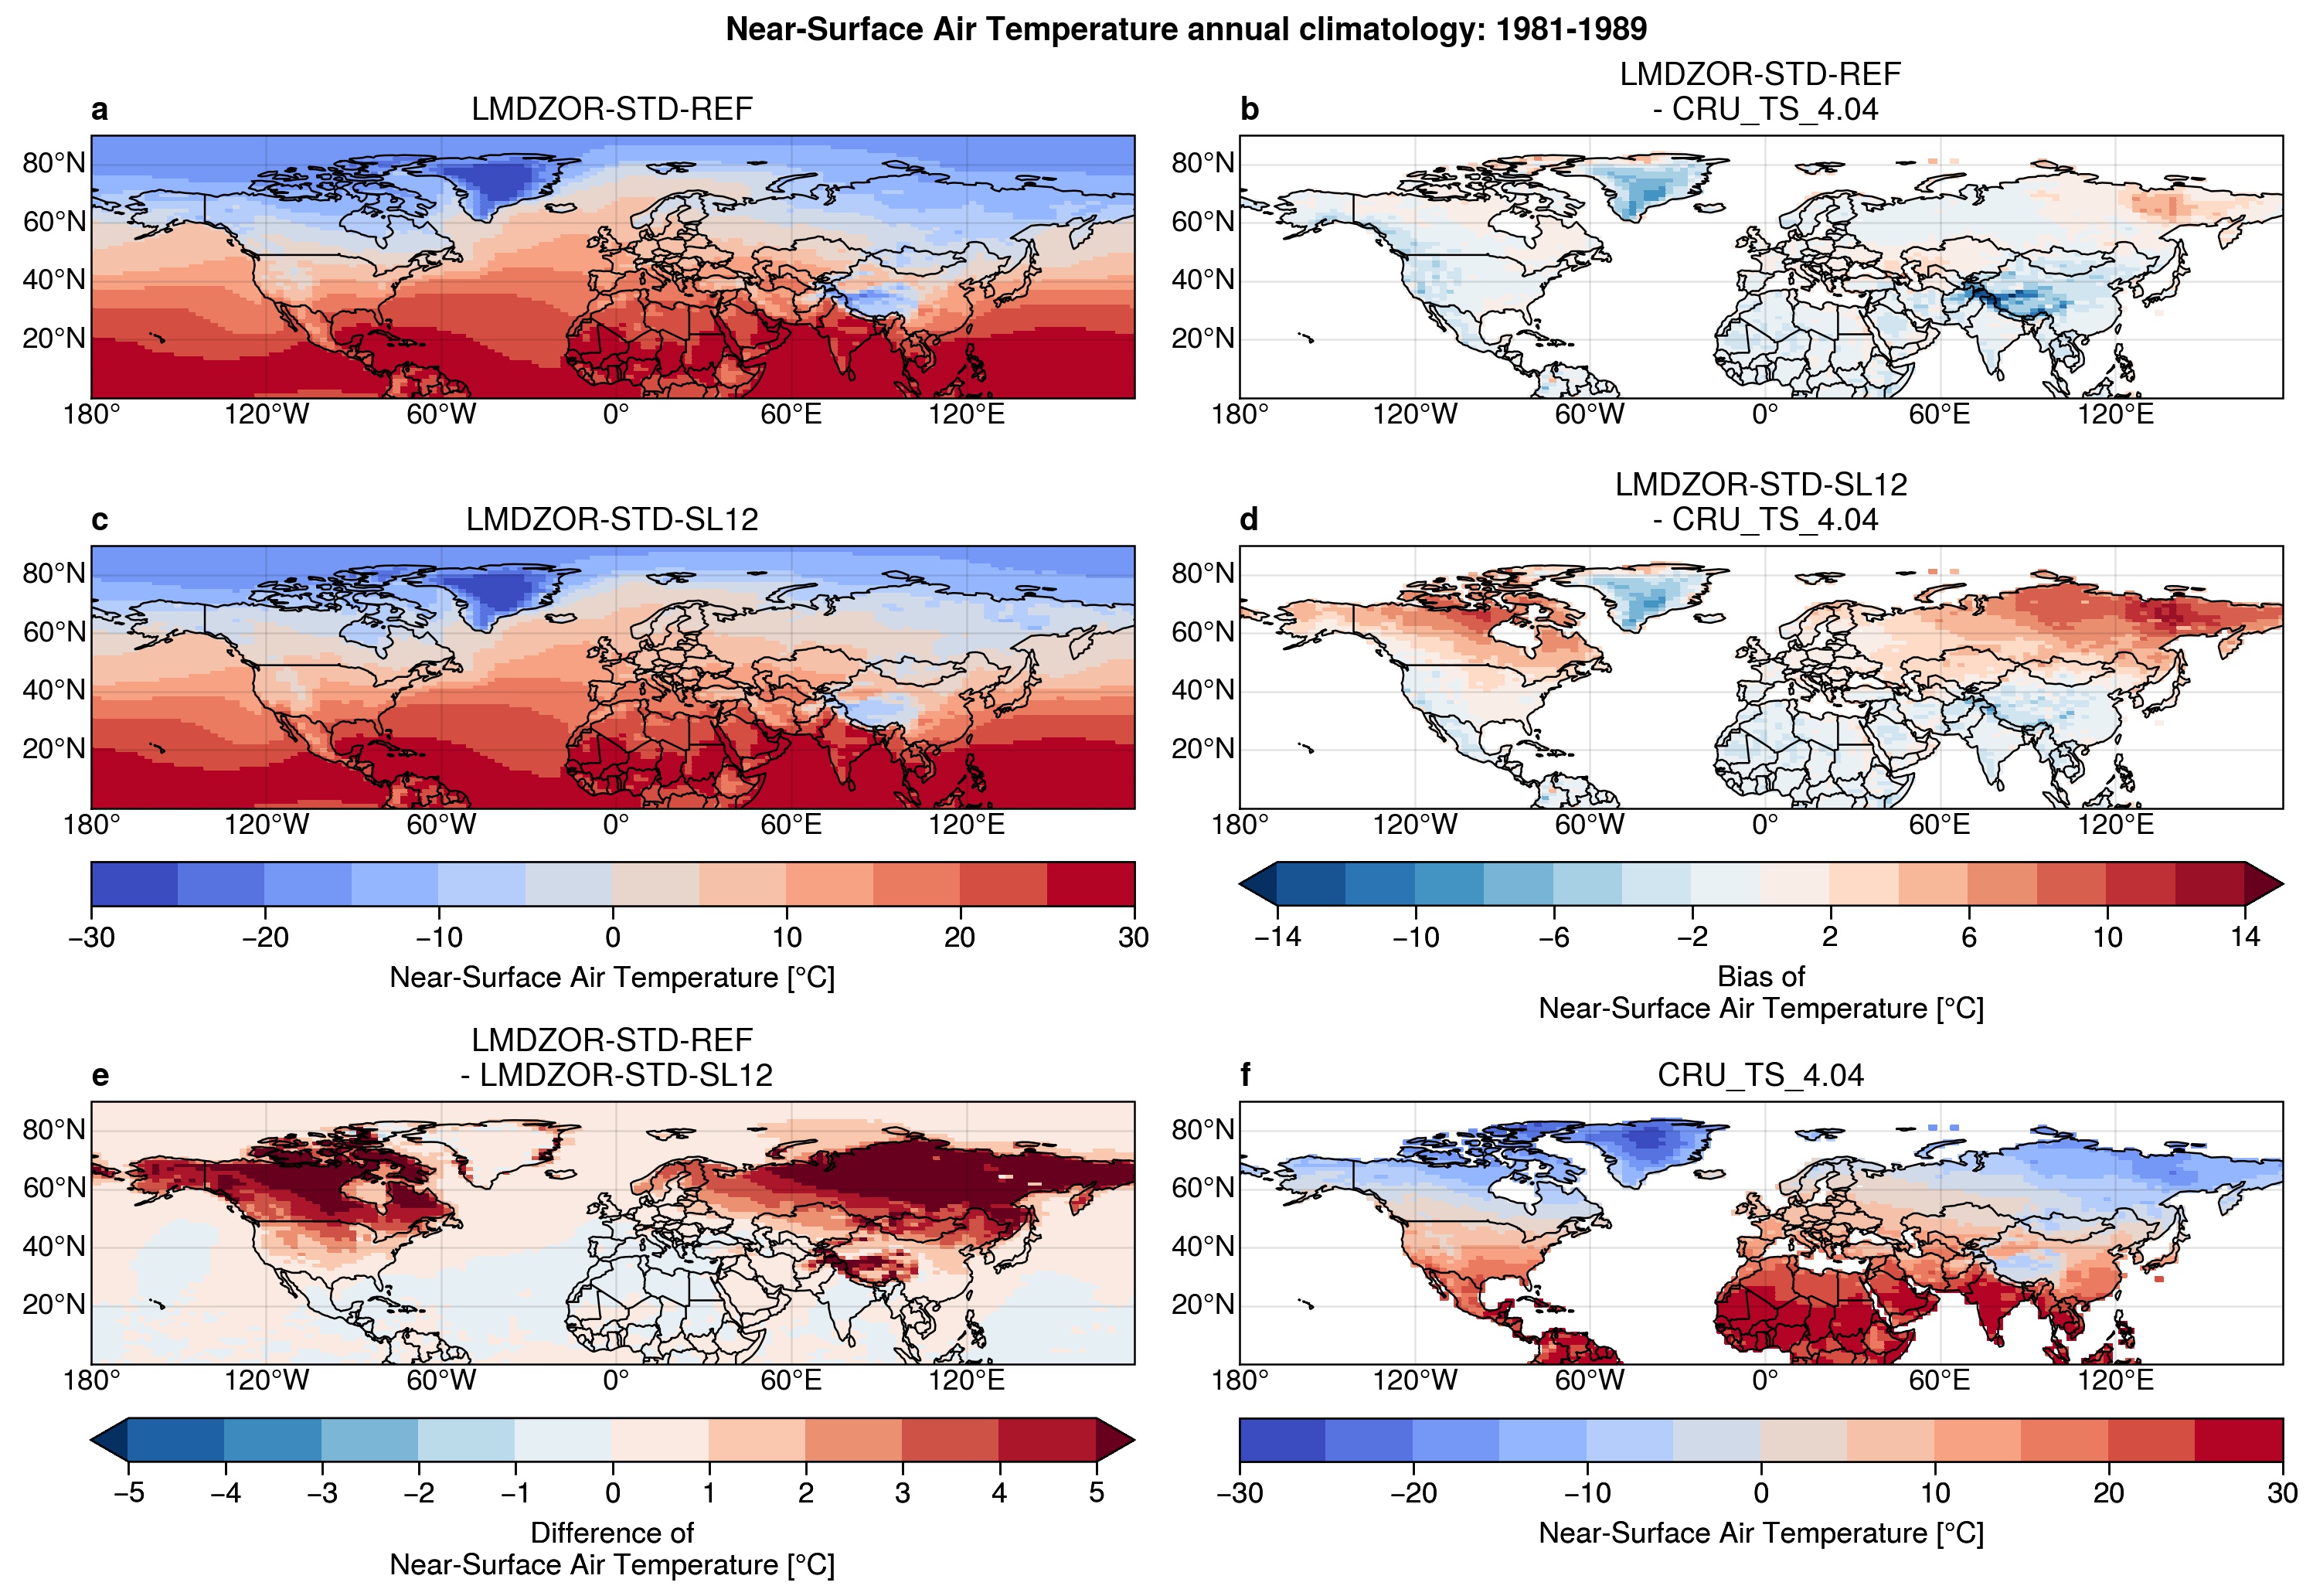 Near-Surface Air Temperature annual climatology: 1981-1989
a
LMDZOR-STD-REF
80°N
60°N
40°N
20°N
180°
120°W
60°W
0°
60°E
120°E
b
LMDZOR-STD-REF
- CRU_TS_4.04
80°N
60°N
40°N
20°N
180°
120°W
60°W
0°
60°E
120°E
c
LMDZOR-STD-SL12
80°N
60°N
40°N
20°N
180°
120°W
60°W
0°
60°E
120°E
−30
−20
−10
0
10
20
30
Near-Surface Air Temperature [°C]
d
LMDZOR-STD-SL12
- CRU_TS_4.04
80°N
60°N
40°N
20°N
180°
120°W
60°W
0°
60°E
120°E
−14
−10
−6
−2
2
6
10
14
Bias of
Near-Surface Air Temperature [°C]
e
LMDZOR-STD-REF
- LMDZOR-STD-SL12
80°N
60°N
40°N
20°N
180°
120°W
60°W
0°
60°E
120°E
−5
−4
−3
−2
−1
0
1
2
3
4
5
Difference of
Near-Surface Air Temperature [°C]
f
CRU_TS_4.04
80°N
60°N
40°N
20°N
180°
120°W
60°W
0°
60°E
120°E
−30
−20
−10
0
10
20
30
Near-Surface Air Temperature [°C]